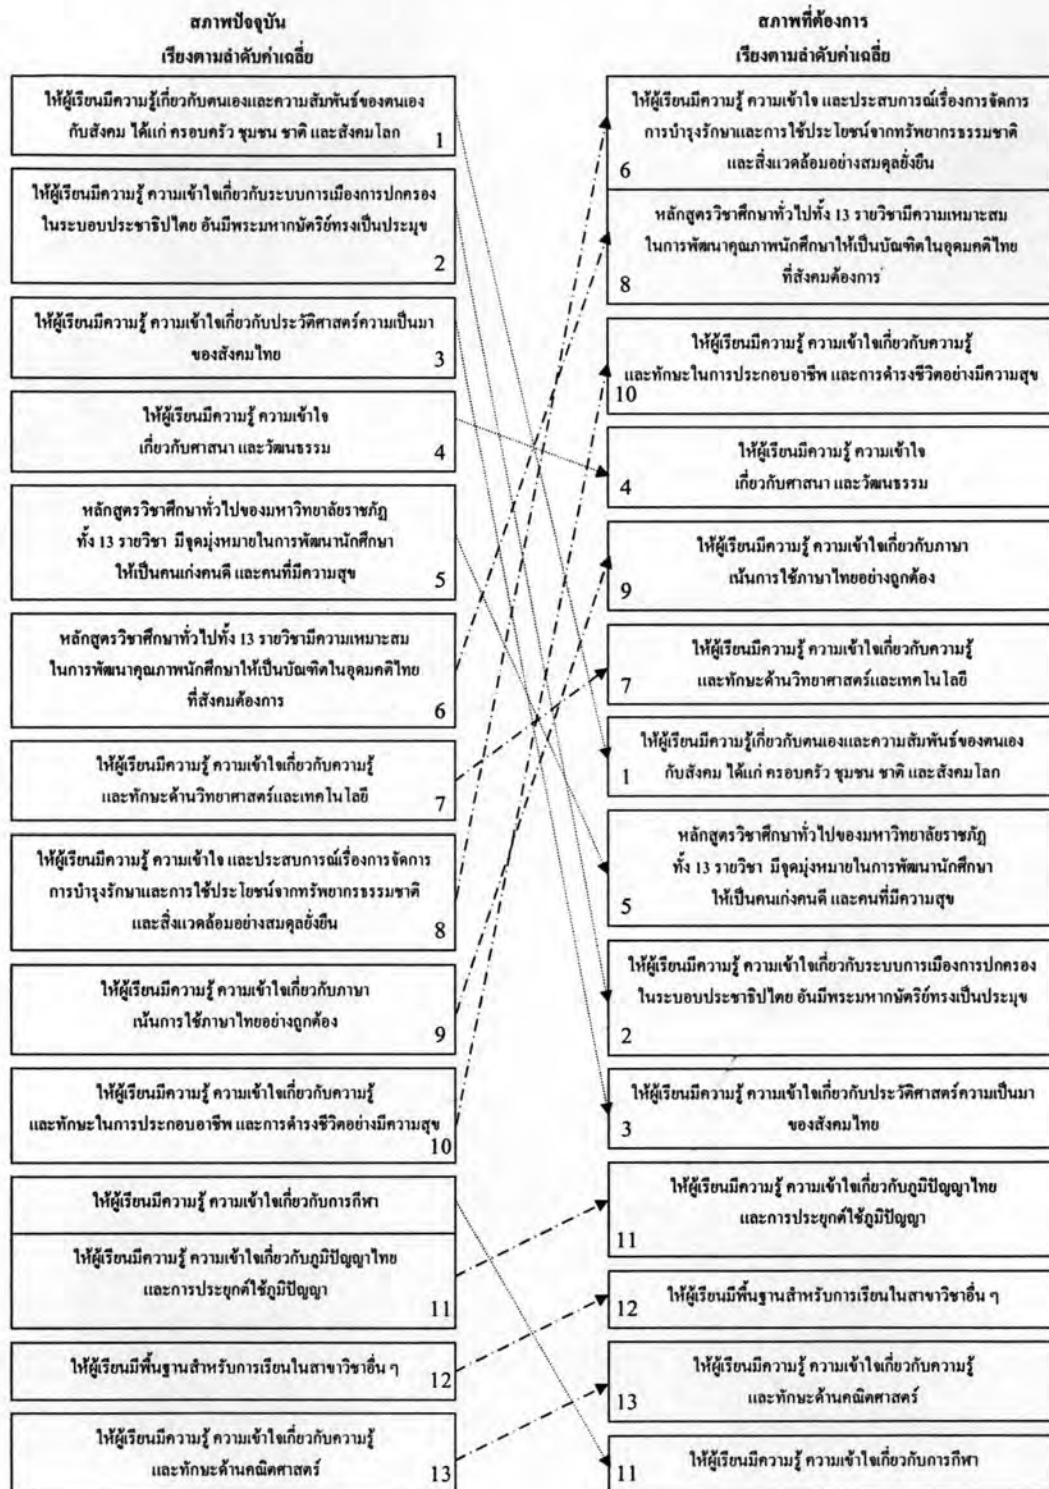 สภาพปัจจุบัน
เรียงตามลำดับค่าเฉลี่ย
ให้ผู้เรียนมีความรู้เกี่ยวกับตนเองและความสัมพันธ์ของตนเอง
กับสังคม ได้แก่ ครอบครัว ชุมชน ชาติ และสังคมโลก
1
ให้ผู้เรียนมีความรู้ ความเข้าใจเกี่ยวกับระบบการเมืองการปกครอง
ในระบอบประชาธิปไตย อันมีพระมหากษัตริย์ทรงเป็นประมุข
2
ให้ผู้เรียนมีความรู้ ความเข้าใจเกี่ยวกับประวัติศาสตร์ความเป็นมา
ของสังคมไทย
3
ให้ผู้เรียนมีความรู้ ความเข้าใจ
เกี่ยวกับศาสนา และวัฒนธรรม
4
หลักสูตรวิชาศึกษาทั่วไปของมหาวิทยาลัยราชภัฏ
ทั้ง 13 รายวิชา มีจุดมุ่งหมายในการพัฒนานักศึกษา
ให้เป็นคนเก่งคนดี และคนที่มีความสุข
5
หลักสูตรวิชาศึกษาทั่วไปทั้ง 13 รายวิชามีความเหมาะสม
ในการพัฒนาคุณภาพนักศึกษาให้เป็นบัณฑิตในอุดมคติไทย
ที่สังคมต้องการ
6
ให้ผู้เรียนมีความรู้ ความเข้าใจเกี่ยวกับความรู้
และทักษะด้านวิทยาศาสตร์และเทคโนโลยี
7
ให้ผู้เรียนมีความรู้ ความเข้าใจ และประสบการณ์เรื่องการจัดการ
การบำรุงรักษาและการใช้ประโยชน์จากทรัพยากรธรรมชาติ
และสิ่งแวดล้อมอย่างสมดุลยั่งยืน
8
ให้ผู้เรียนมีความรู้ ความเข้าใจเกี่ยวกับภาษา
เน้นการใช้ภาษาไทยอย่างถูกต้อง
9
ให้ผู้เรียนมีความรู้ ความเข้าใจเกี่ยวกับความรู้
และทักษะในการประกอบอาชีพ และการดำรงชีวิตอย่างมีความสุข
10
ให้ผู้เรียนมีความรู้ ความเข้าใจเกี่ยวกับการกีฬา
ให้ผู้เรียนมีความรู้ ความเข้าใจเกี่ยวกับภูมิปัญญาไทย
และการประยุกต์ใช้ภูมิปัญญา
11
ให้ผู้เรียนมีพื้นฐานสำหรับการเรียนในสาขาวิชาอื่น ๆ
12
ให้ผู้เรียนมีความรู้ ความเข้าใจเกี่ยวกับความรู้
และทักษะด้านคณิตศาสตร์
13
สภาพที่ต้องการ
เรียงตามลำดับค่าเฉลี่ย
ให้ผู้เรียนมีความรู้ ความเข้าใจ และประสบการณ์เรื่องการจัดการ
การบำรุงรักษาและการใช้ประโยชน์จากทรัพยากรธรรมชาติ
และสิ่งแวดล้อมอย่างสมดุลยั่งยืน
6
หลักสูตรวิชาศึกษาทั่วไปทั้ง 13 รายวิชามีความเหมาะสม
ในการพัฒนาคุณภาพนักศึกษาให้เป็นบัณฑิตในอุดมคติไทย
ที่สังคมต้องการ
8
ให้ผู้เรียนมีความรู้ ความเข้าใจเกี่ยวกับความรู้
และทักษะในการประกอบอาชีพ และการดำรงชีวิตอย่างมีความสุข
10
ให้ผู้เรียนมีความรู้ ความเข้าใจ
เกี่ยวกับศาสนา และวัฒนธรรม
4
ให้ผู้เรียนมีความรู้ ความเข้าใจเกี่ยวกับภาษา
เน้นการใช้ภาษาไทยอย่างถูกต้อง
9
ให้ผู้เรียนมีความรู้ ความเข้าใจเกี่ยวกับความรู้
และทักษะด้านวิทยาศาสตร์และเทคโนโลยี
7
ให้ผู้เรียนมีความรู้เกี่ยวกับตนเองและความสัมพันธ์ของตนเอง
กับสังคม ได้แก่ ครอบครัว ชุมชน ชาติ และสังคมโลก
1
หลักสูตรวิชาศึกษาทั่วไปของมหาวิทยาลัยราชภัฏ
ทั้ง 13 รายวิชา มีจุดมุ่งหมายในการพัฒนานักศึกษา
ให้เป็นคนเก่งคนดี และคนที่มีความสุข
5
ให้ผู้เรียนมีความรู้ ความเข้าใจเกี่ยวกับระบบการเมืองการปกครอง
ในระบอบประชาธิปไตย อันมีพระมหากษัตริย์ทรงเป็นประมุข
2
ให้ผู้เรียนมีความรู้ ความเข้าใจเกี่ยวกับประวัติศาสตร์ความเป็นมา
ของสังคมไทย
3
ให้ผู้เรียนมีความรู้ ความเข้าใจเกี่ยวกับภูมิปัญญาไทย
และการประยุกต์ใช้ภูมิปัญญา
11
ให้ผู้เรียนมีพื้นฐานสำหรับการเรียนในสาขาวิชาอื่น ๆ
12
ให้ผู้เรียนมีความรู้ ความเข้าใจเกี่ยวกับความรู้
และทักษะด้านคณิตศาสตร์
13
ให้ผู้เรียนมีความรู้ ความเข้าใจเกี่ยวกับการกีฬา
11